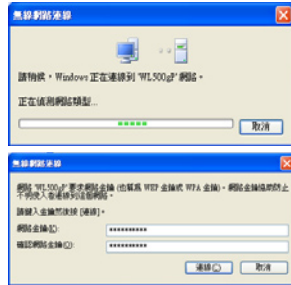 無線網路連線
請稍候，Windows 正在連線到 'WL500gP' 網路。
正在偵測網路類型...
取消
無線網路連線
網路 'WL500gP' 要求網路金鑰 (也稱為 WEP 金鑰或 WPA 金鑰)。網路金鑰協助防止
不明侵入者連線到這個網路。
請鍵入金鑰然後按 [連線]。
網路金鑰(K):
確認網路金鑰(O):
連線(C)
取消